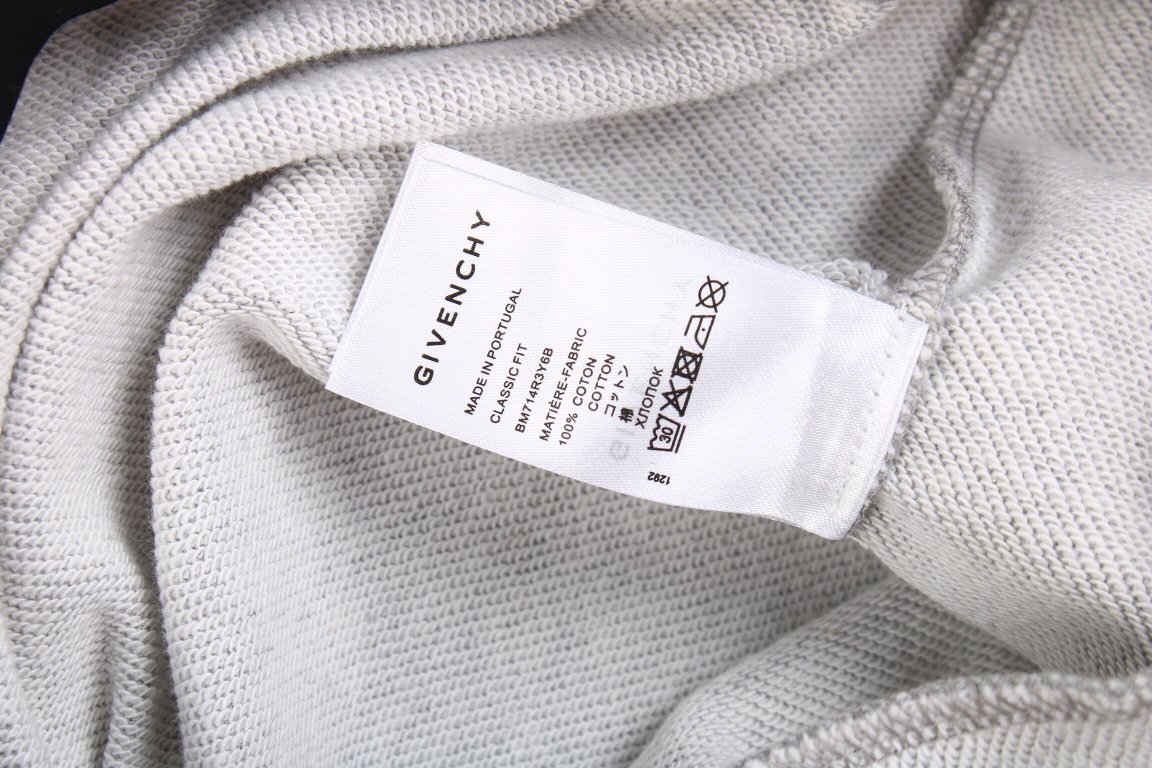 GIVENCHY
MADE IN PORTUGAL
CLASSIC FIT
BM714R3Y6B
MATIÈRE-FABRIC
100% COTON
COTTON
コットン
棉
ХЛОПОК
30
1292